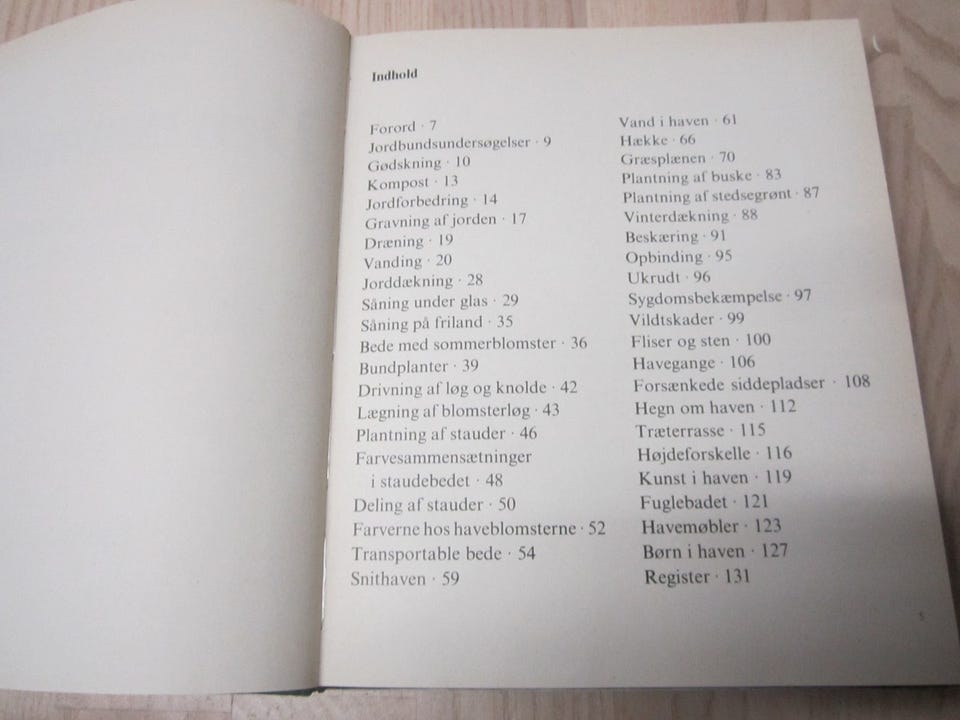 Indhold
Forord · 7
Jordbundsundersøgelser · 9
Gødskning · 10
Kompost · 13
Jordforbedring · 14
Gravning af jorden · 17
Dræning · 19
Vanding · 20
Jorddækning · 28
Såning under glas · 29
Såning på friland · 35
Bede med sommerblomster · 36
Bundplanter · 39
Drivning af løg og knolde · 42
Lægning af blomsterløg · 43
Plantning af stauder · 46
Farvesammensætninger
i staudebedet · 48
Deling af stauder · 50
Farverne hos haveblomsterne · 52
Transportable bede · 54
Snithaven · 59
Vand i haven · 61
Hække · 66
Græsplænen · 70
Plantning af buske · 83
Plantning af stedsegrønt · 87
Vinterdækning · 88
Beskæring · 91
Opbinding · 95
Ukrudt · 96
Sygdomsbekæmpelse · 97
Vildtskader · 99
Fliser og sten · 100
Havegange · 106
Forsænkede siddepladser · 108
Hegn om haven · 112
Træterrasse · 115
Højdeforskelle · 116
Kunst i haven · 119
Fuglebadet · 121
Havemøbler · 123
Børn i haven · 127
Register · 131
5